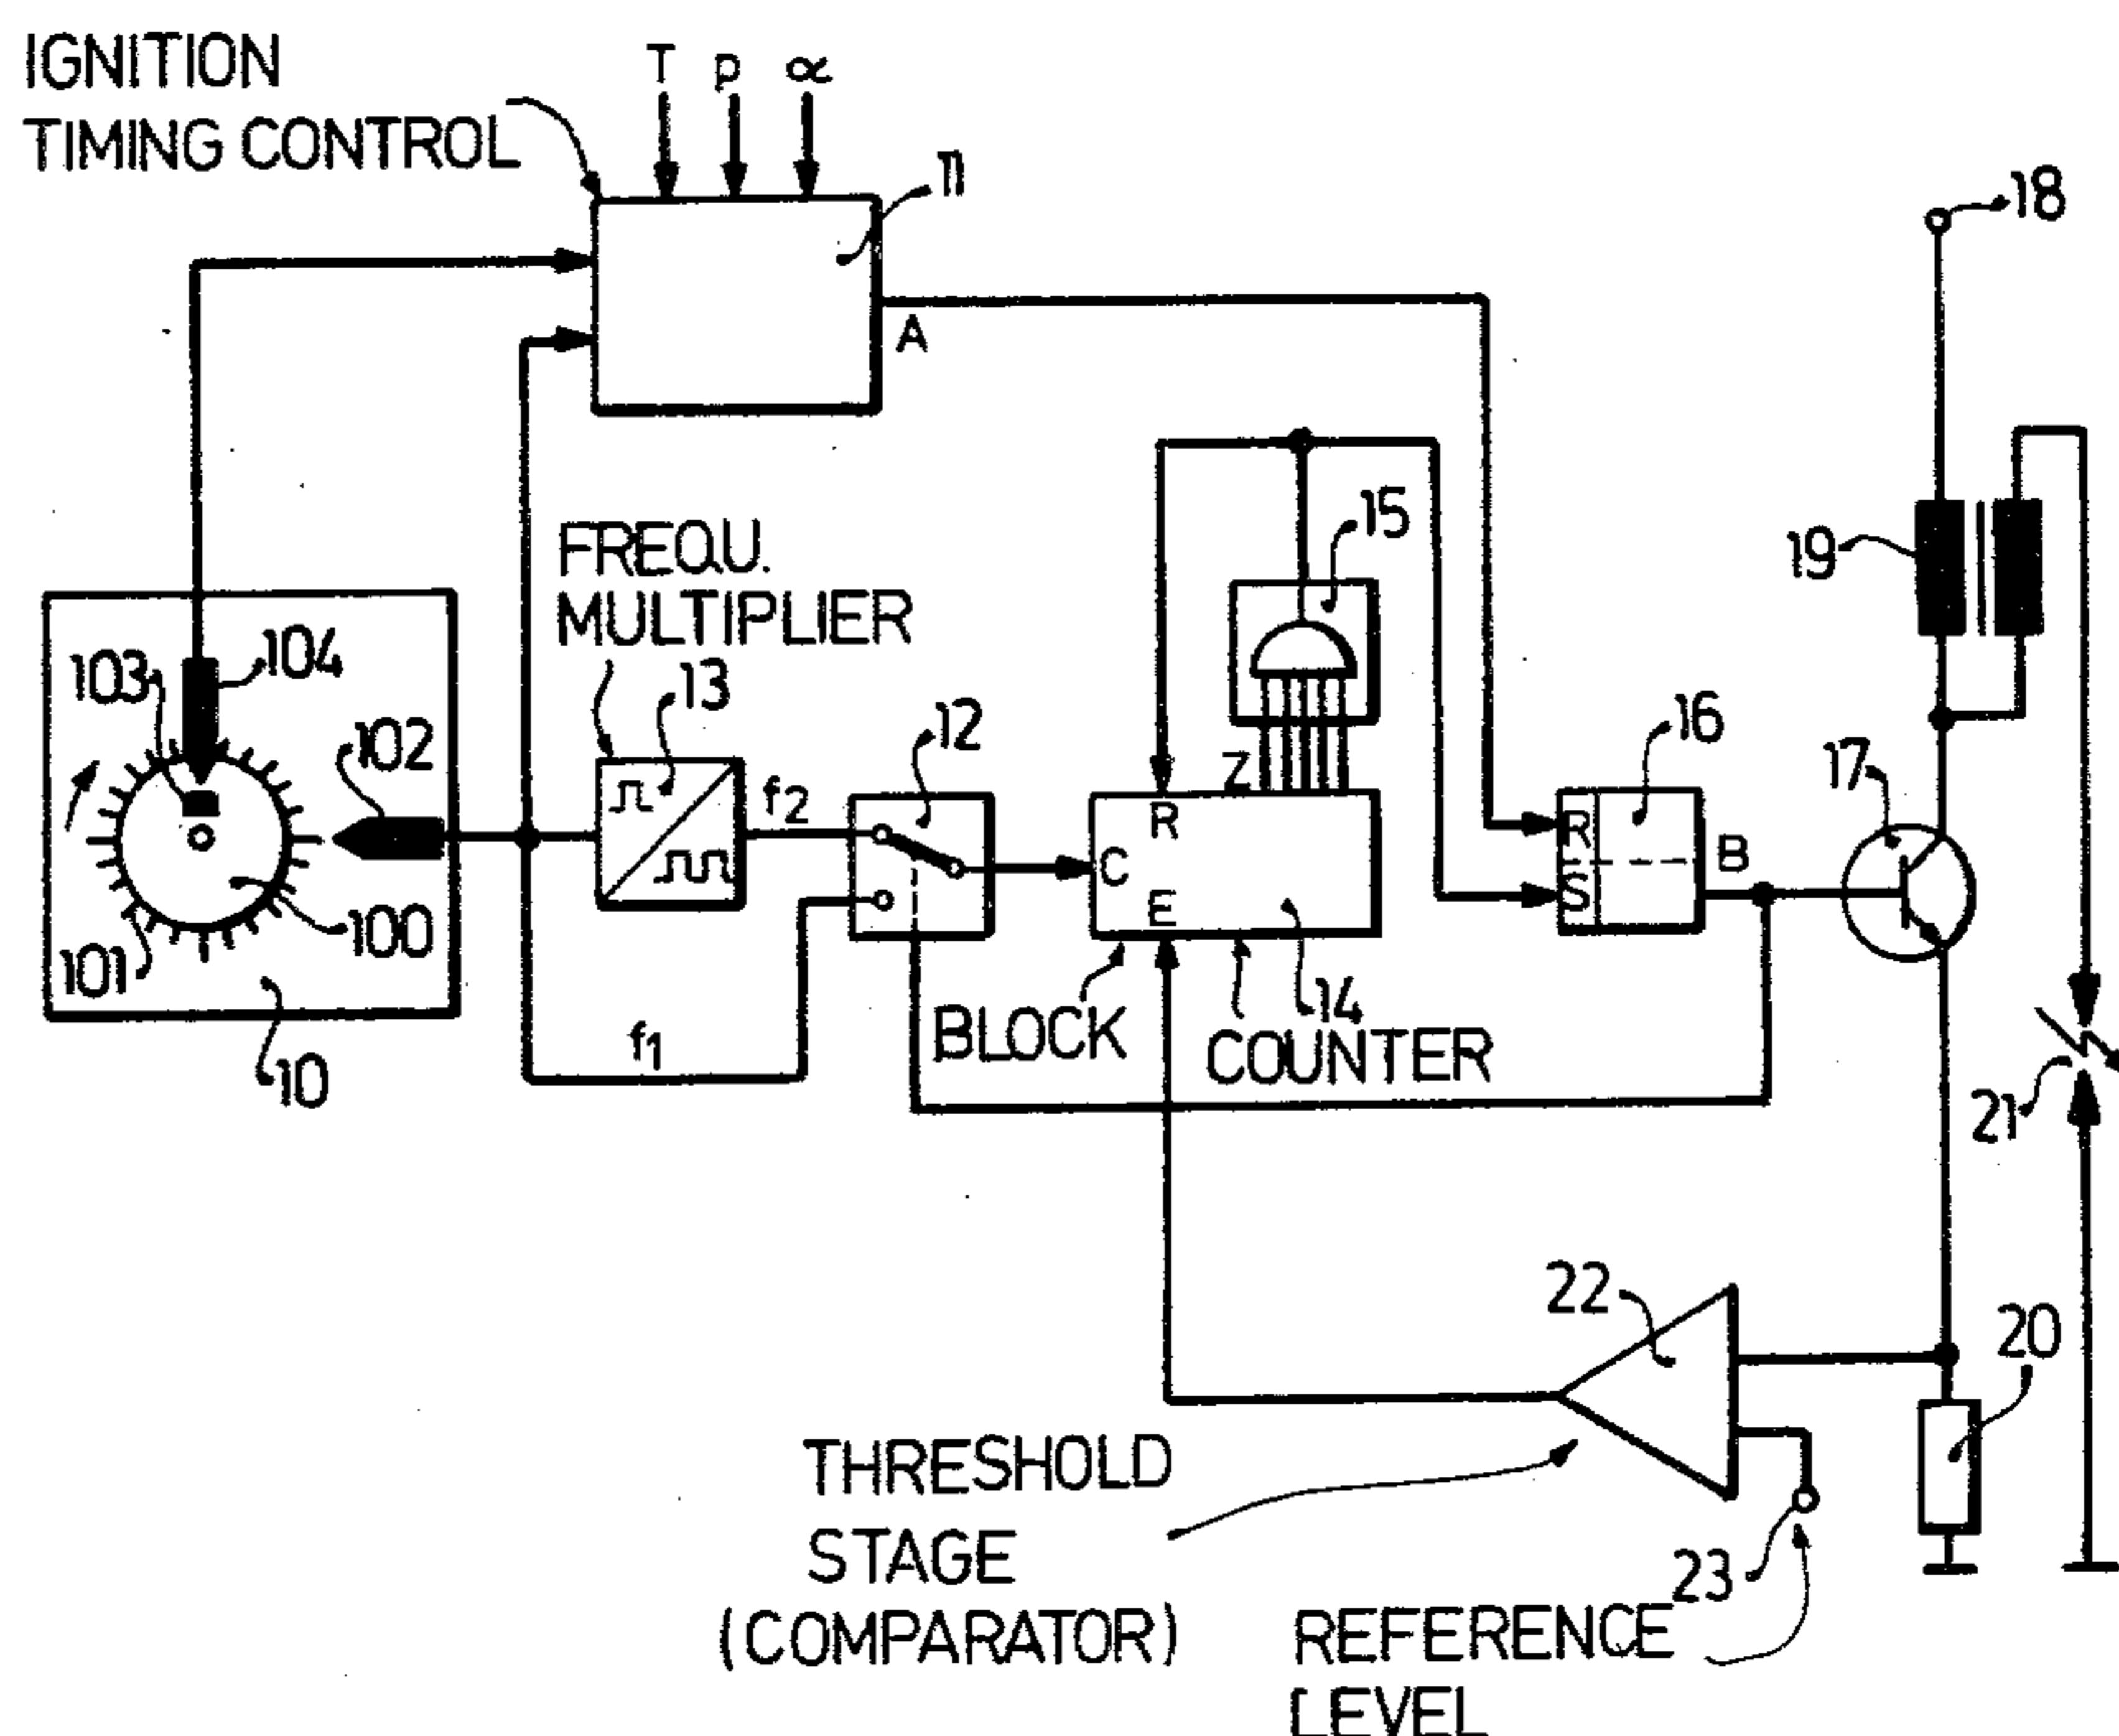 IGNITION
TIMING CONTROL
T p α
11
A
18
FREQU.
MULTIPLIER
13
15
19
103
104
102
12
f2
Z
R
C
E
16
R
S
B
17
101
100
10
f1
BLOCK
COUNTER
14
21
22
20
THRESHOLD
STAGE
(COMPARATOR)
23
REFERENCE
LEVEL